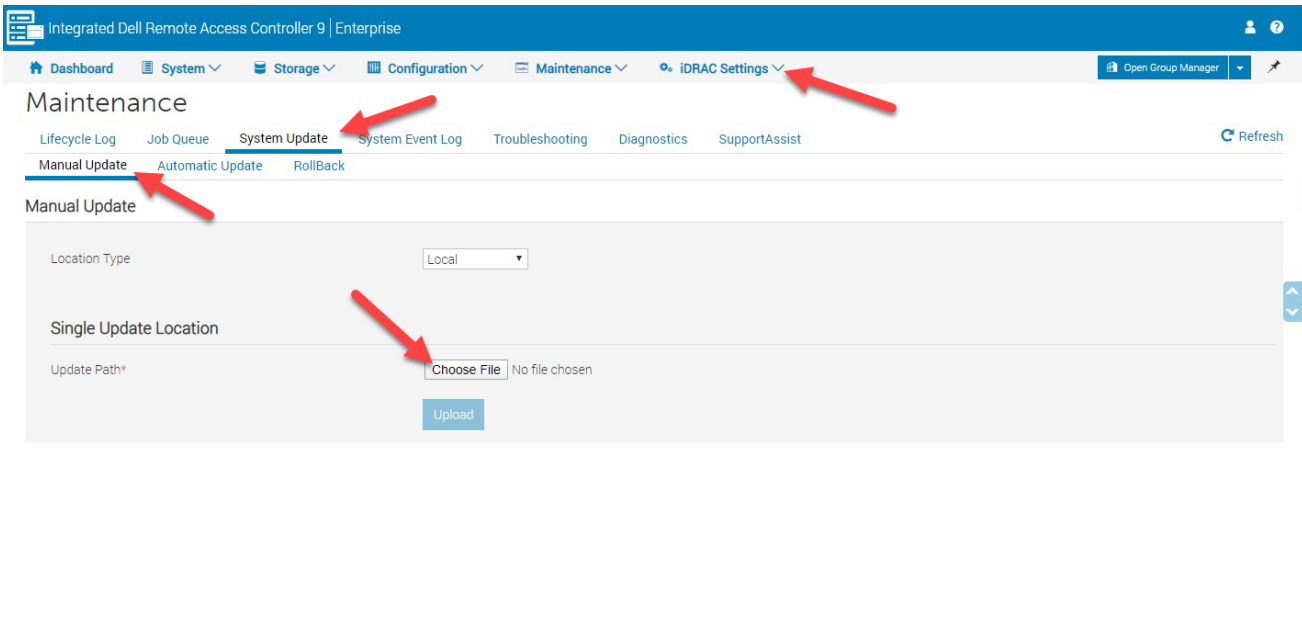 Integrated Dell Remote Access Controller 9 | Enterprise
Dashboard System Storage Configuration Maintenance iDRAC Settings Open Group Manager
Maintenance
Lifecycle Log Job Queue System Update System Event Log Troubleshooting Diagnostics SupportAssist Refresh
Manual Update Automatic Update RollBack
Manual Update
Location Type Local
Single Update Location
Update Path* Choose File No file chosen
Upload